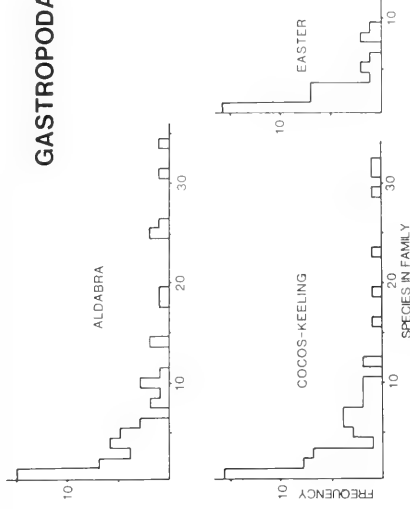 GASTROPODA
ALDABRA
10
10
20
30
EASTER
10
10
COCOS-KEELING
10
FREQUENCY
10
20
30
SPECIES IN FAMILY